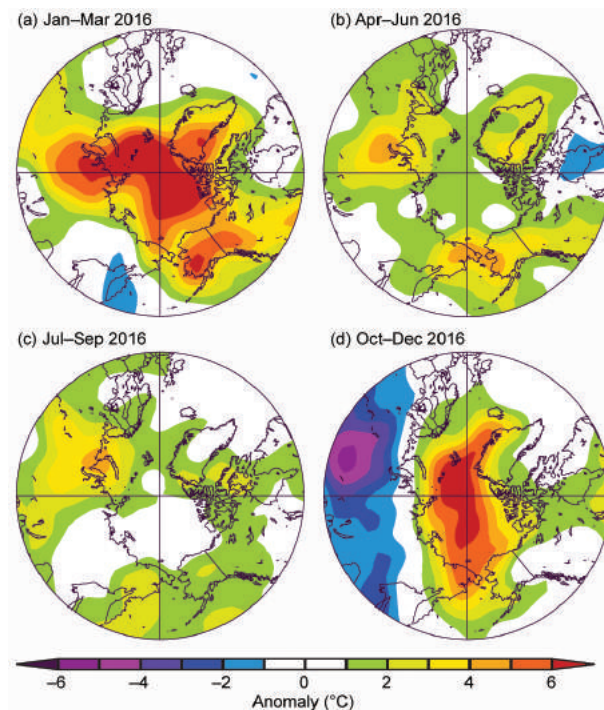 (a) Jan–Mar 2016
(b) Apr–Jun 2016
(c) Jul–Sep 2016
(d) Oct–Dec 2016
−6 −4 −2 0 2 4 6
Anomaly (°C)